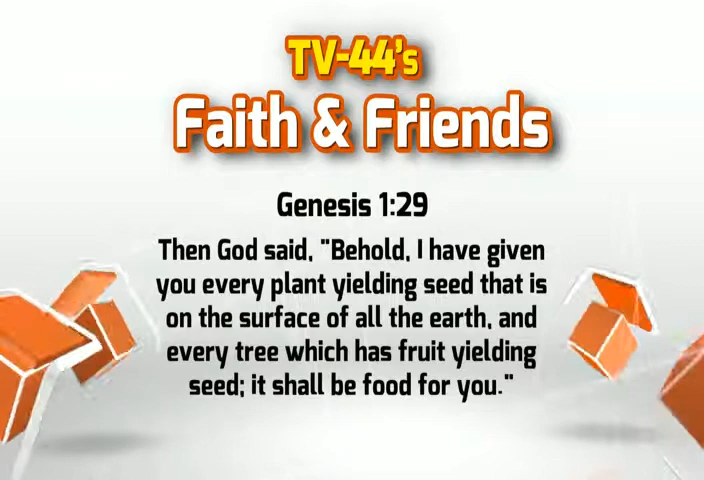 TV-44's
Faith & Friends
Genesis 1:29
Then God said, "Behold, I have given
you every plant yielding seed that is
on the surface of all the earth, and
every tree which has fruit yielding
seed; it shall be food for you."